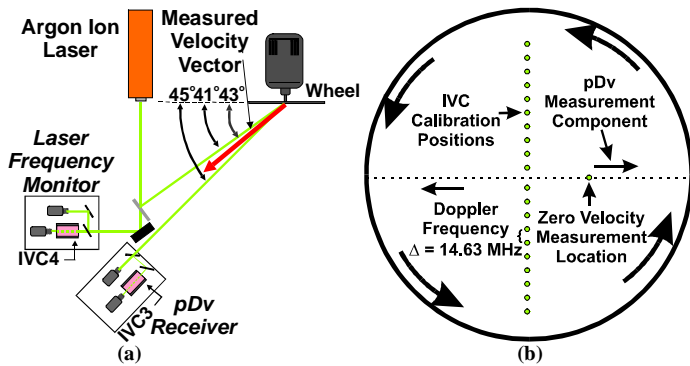 Argon Ion
Laser
Measured
Velocity
Vector
Wheel
45° 41° 43°
Laser
Frequency
Monitor
IVC4
IVC3
pDv
Receiver
(a)
IVC
Calibration
Positions
pDv
Measurement
Component
Doppler
Frequency
Δ = 14.63 MHz {
Zero Velocity
Measurement
Location
(b)